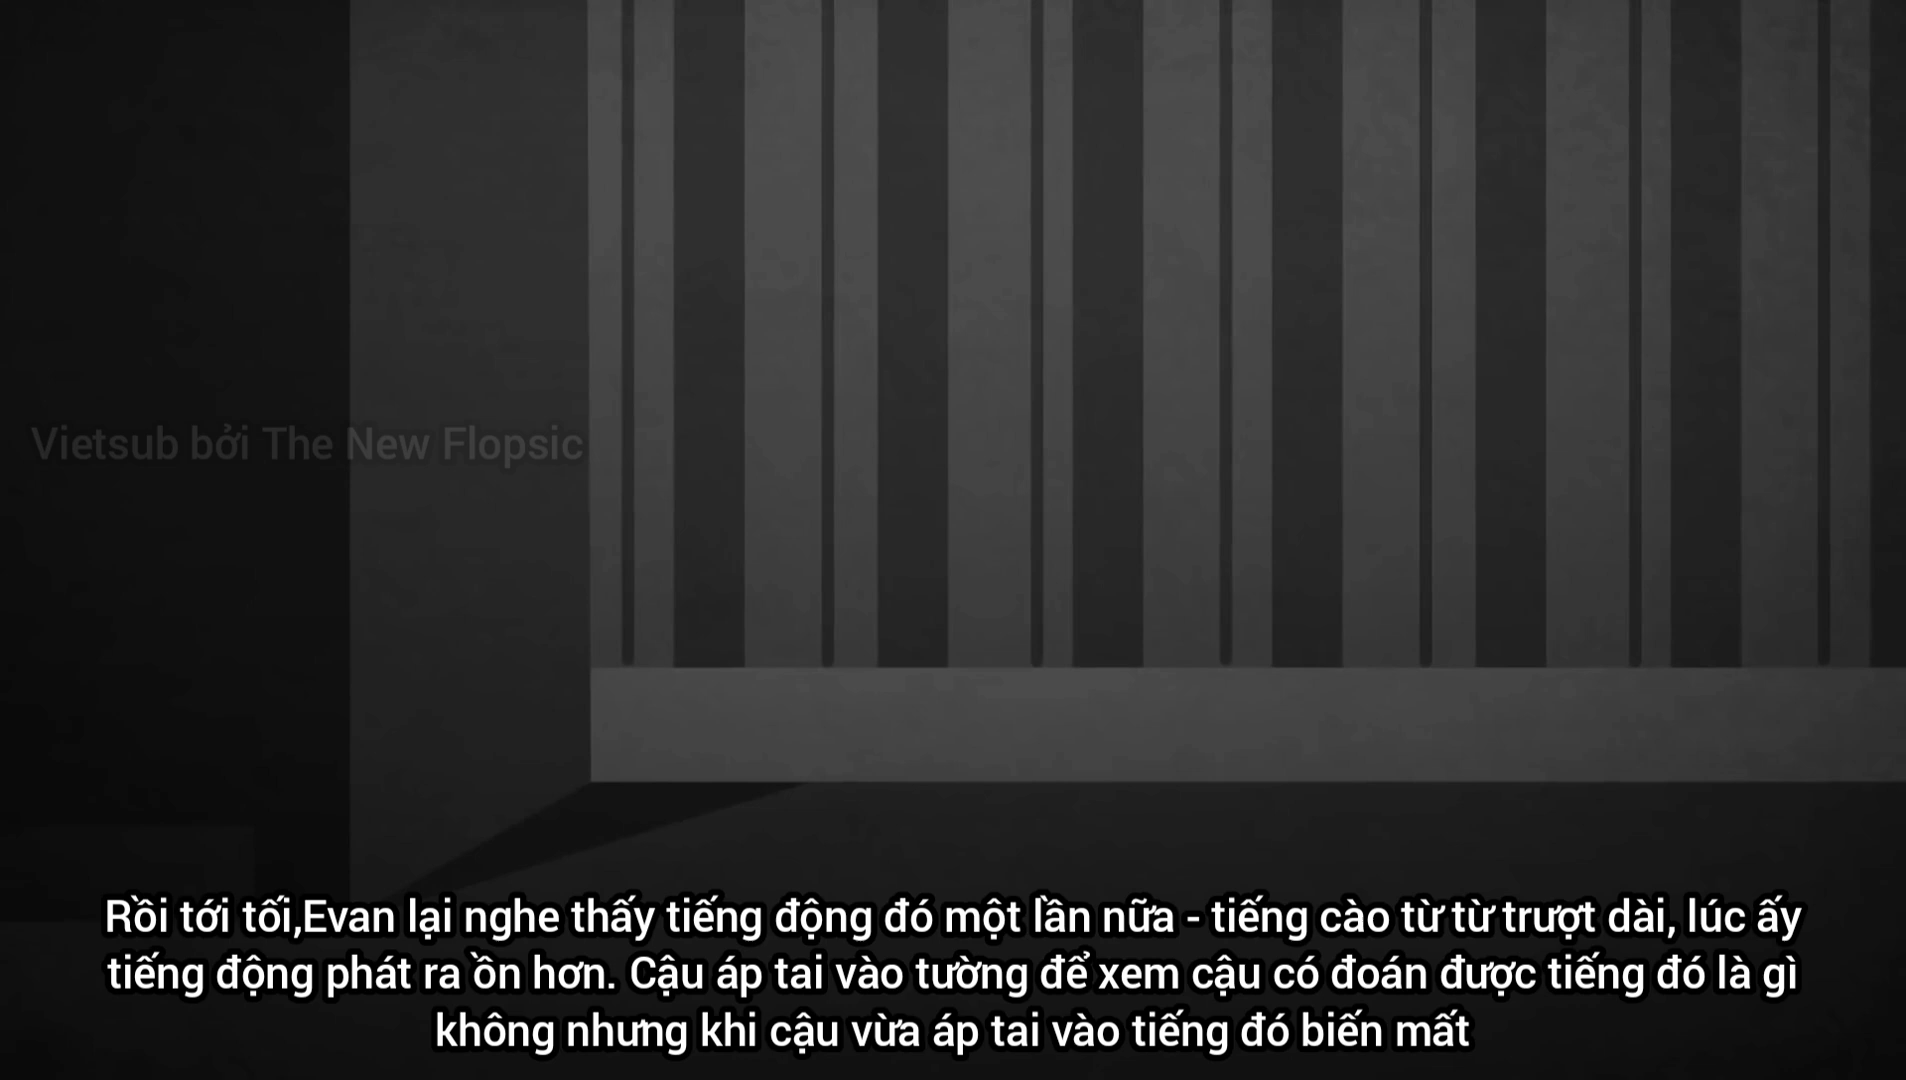 Vietsub bởi The New Flopsic
Rồi tới tối,Evan lại nghe thấy tiếng động đó một lần nữa - tiếng cào từ từ trượt dài, lúc ấy
tiếng động phát ra ồn hơn. Cậu áp tai vào tường để xem cậu có đoán được tiếng đó là gì
không nhưng khi cậu vừa áp tai vào tiếng đó biến mất